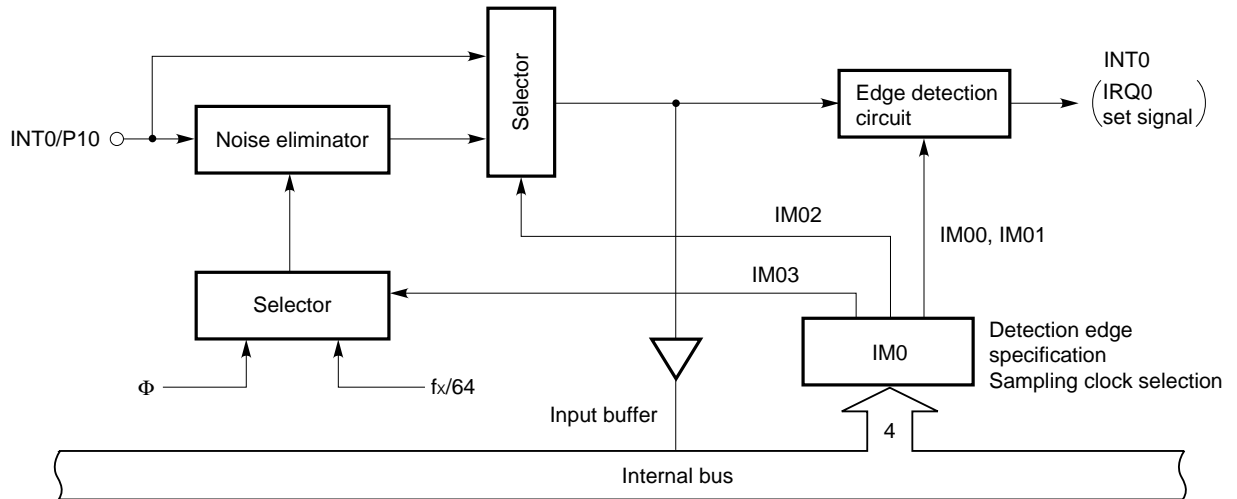 INT0
IRQ0
set signal
Selector
Edge detection
circuit
INT0/P10
Noise eliminator
IM02
IM00, IM01
IM03
Selector
Detection edge
specification
Sampling clock selection
IM0
Φ
fX/64
Input buffer
4
Internal bus